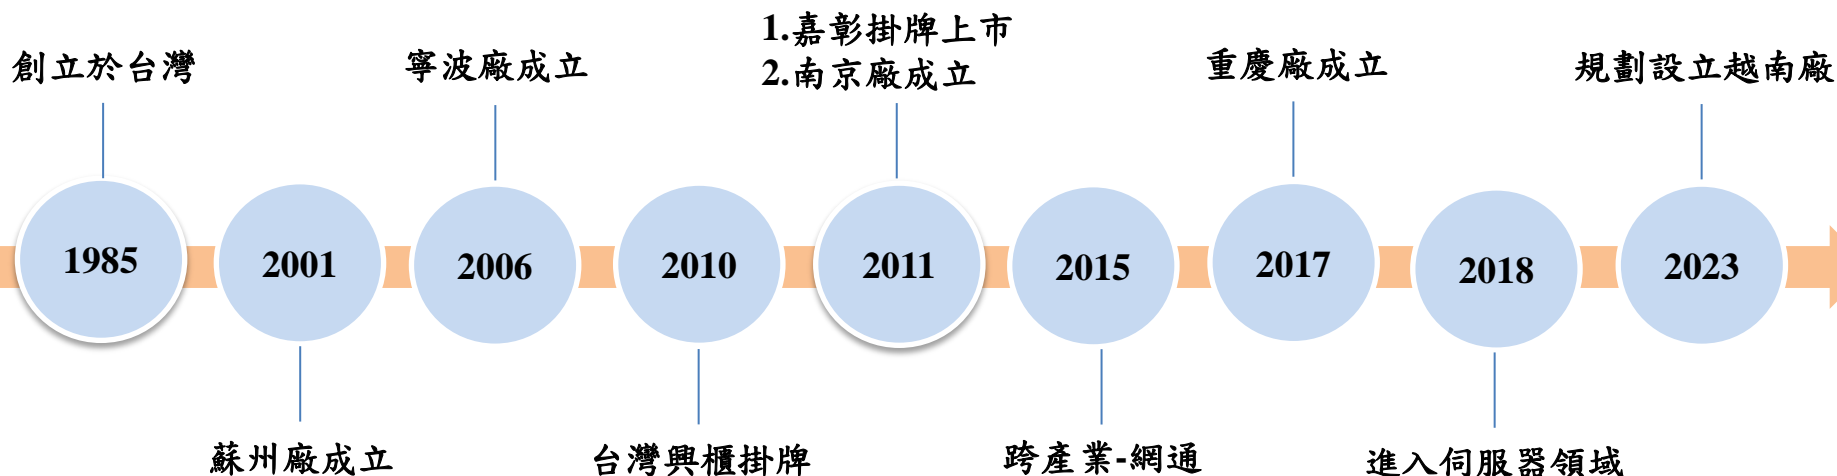 創立於台灣
寧波廠成立
1.嘉彰掛牌上市
2.南京廠成立
重慶廠成立
規劃設立越南廠
1985
2001
2006
2010
2011
2015
2017
2018
2023
蘇州廠成立
台灣興櫃掛牌
跨產業-網通
進入伺服器領域